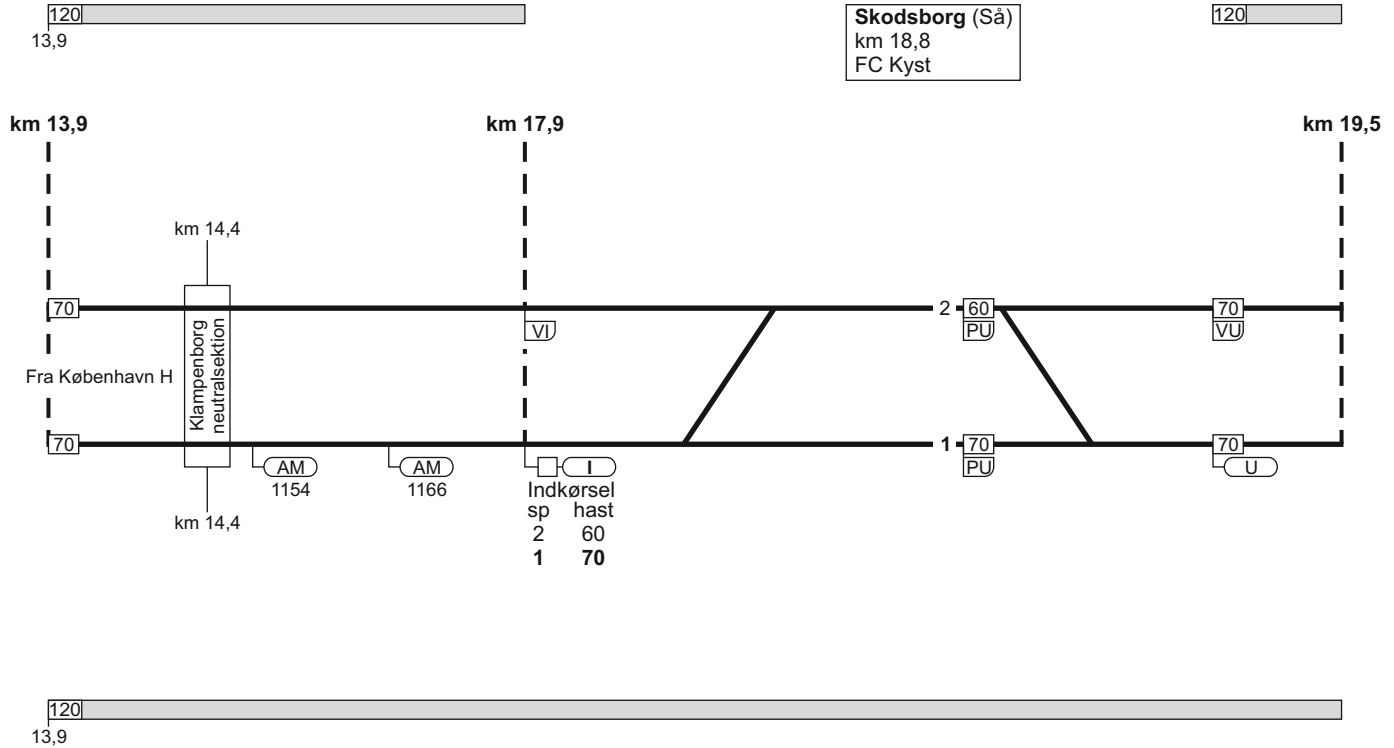 120
13,9
Skodsborg (Så)
km 18,8
FC Kyst
120
km 13,9
km 17,9
km 19,5
km 14,4
70
2
60
70
VI
PU
VU
Fra København H
Klampenborg
neutralsektion
70
1
70
70
AM
1154
AM
1166
I
PU
U
Indkørsel
sp hast
2 60
1 70
km 14,4
120
13,9